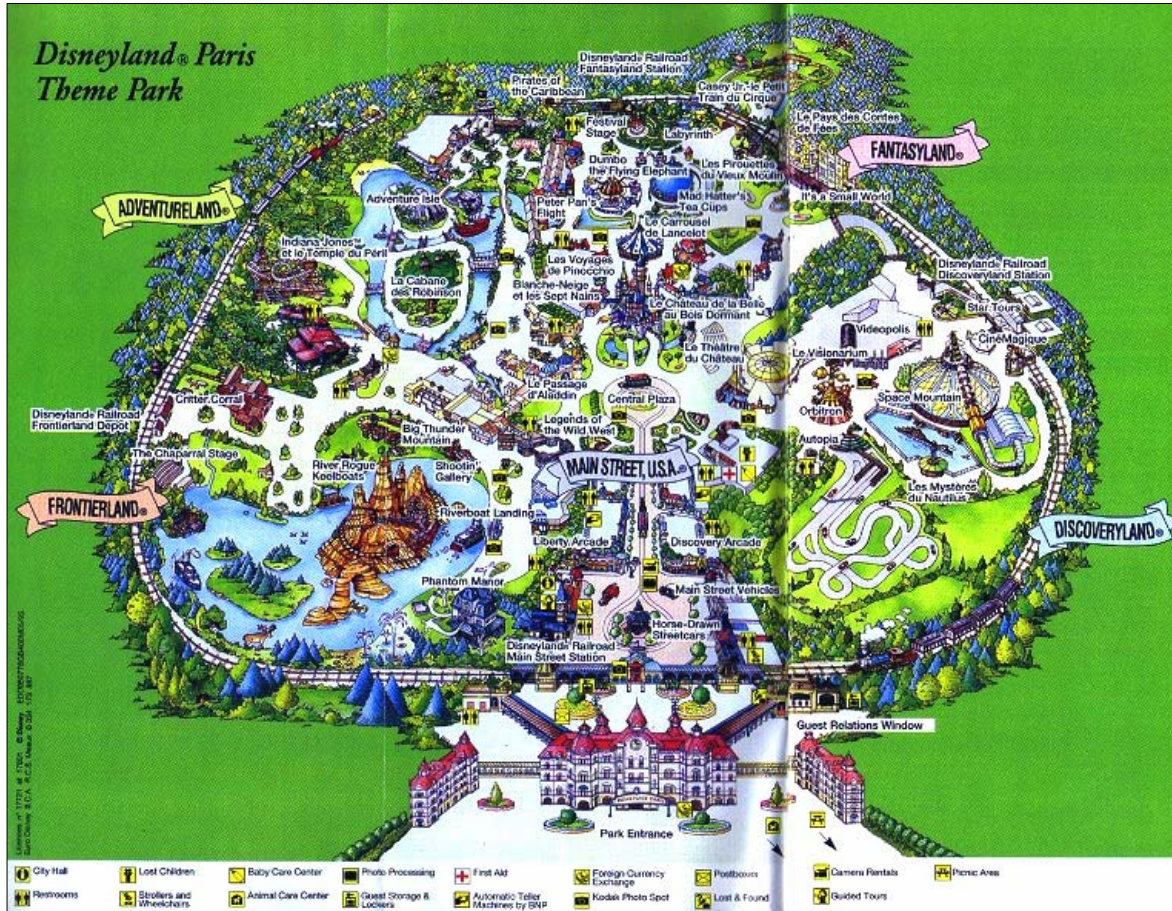 Disneyland® Paris
Theme Park
Disneyland® Railroad
Fantasyland Station
Pirates of
the Caribbean
Casey Jr.-le Petit
Train du Cirque
Le Pays des Contes
de Fées
FANTASYLAND®
Festival
Stage
Labyrinth
Dumbo
the Flying Elephant
Les Pirouettes
du Vieux Moulin
Mad Hatter's
Tea Cups
It's a Small World
Peter Pan's
Flight
Le Carrousel
de Lancelot
ADVENTURELAND®
Adventure Isle
Indiana Jones™
et le Temple du Péril
La Cabane
des Robinson
Les Voyages
de Pinocchio
Blanche-Neige
et les Sept Nains
Le Château de la Belle
au Bois Dormant
Le Théâtre
du Château
Disneyland® Railroad
Discoveryland Station
Star Tours
CinéMagique
Videopolis
Le Visionarium
Space Mountain
Orbitron
Le Passage
d'Aladdin
Central Plaza
Critter Corral
Disneyland® Railroad
Frontierland Depot
Big Thunder
Mountain
Legends of
the Wild West
Autopia
The Chaparral Stage
River Rogue
Keelboats
Shootin'
Gallery
MAIN STREET, U.S.A.®
Les Mystères
du Nautilus
FRONTIERLAND®
Riverboat Landing
DISCOVERYLAND®
Liberty Arcade
Discovery Arcade
Phantom Manor
Main Street Vehicles
Horse-Drawn
Streetcars
Disneyland® Railroad
Main Street Station
Guest Relations Window
Park Entrance
City Hall
Lost Children
Baby Care Center
Photo Processing
First Aid
Foreign Currency
Exchange
Postboxes
Camera Rentals
Picnic Area
Restrooms
Strollers and
Wheelchairs
Animal Care Center
Guest Storage &
Lockers
Automatic Teller
Machines by BNP
Kodak Photo Spot
Lost & Found
Guided Tours